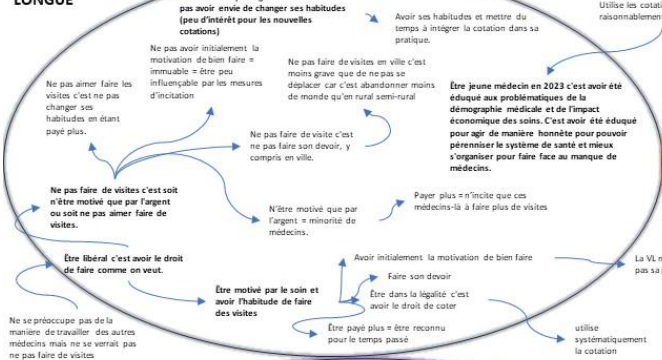 LONGUE
pas avoir envie de changer ses habitudes
(peu d'intérêt pour les nouvelles
cotations)
Avoir ses habitudes et mettre du
temps à intégrer la cotation dans sa
pratique.
Utilise les
raisonnablement
Ne pas avoir initialement la
motivation de bien faire =
immuable = être peu
influençable par les mesures
d'incitation
Ne pas faire de visites en ville c'est
moins grave que de ne pas se
déplacer car c'est abandonner moins
de monde qu'en rural semi-rural
Ne pas aimer faire les
visites c'est ne pas
changer ses
habitudes en étant
payé plus.
Être jeune médecin en 2023 c'est avoir été
éduqué aux problématiques de la
démographie médicale et de l'impact
économique des soins. C'est avoir été éduqué
pour agir de manière honnête pour pouvoir
pérenniser le système de santé et mieux
s'organiser pour faire face au manque de
médecins.
Ne pas faire de visite c'est
ne pas faire son devoir, y
compris en ville.
Ne pas faire de visites c'est soit
n'être motivé que par l'argent
ou soit ne pas aimer faire de
visites.
N'être motivé que par
l'argent = minorité de
médecins.
Payer plus = n'incite que ces
médecins-là à faire plus de visites
Être libéral c'est avoir le droit
de faire comme on veut.
Avoir initialement la motivation de bien faire
La VL
pas sa
Faire son devoir
Être motivé par le soin et
avoir l'habitude de faire
des visites
Être dans la légalité c'est
avoir le droit de coter
Ne se préoccupe pas de la
manière de travailler des autres
médecins mais ne se verrait pas
ne pas faire de visites
Être payé plus = être reconnu
pour le temps passé
utilise
systématiquement
la cotation